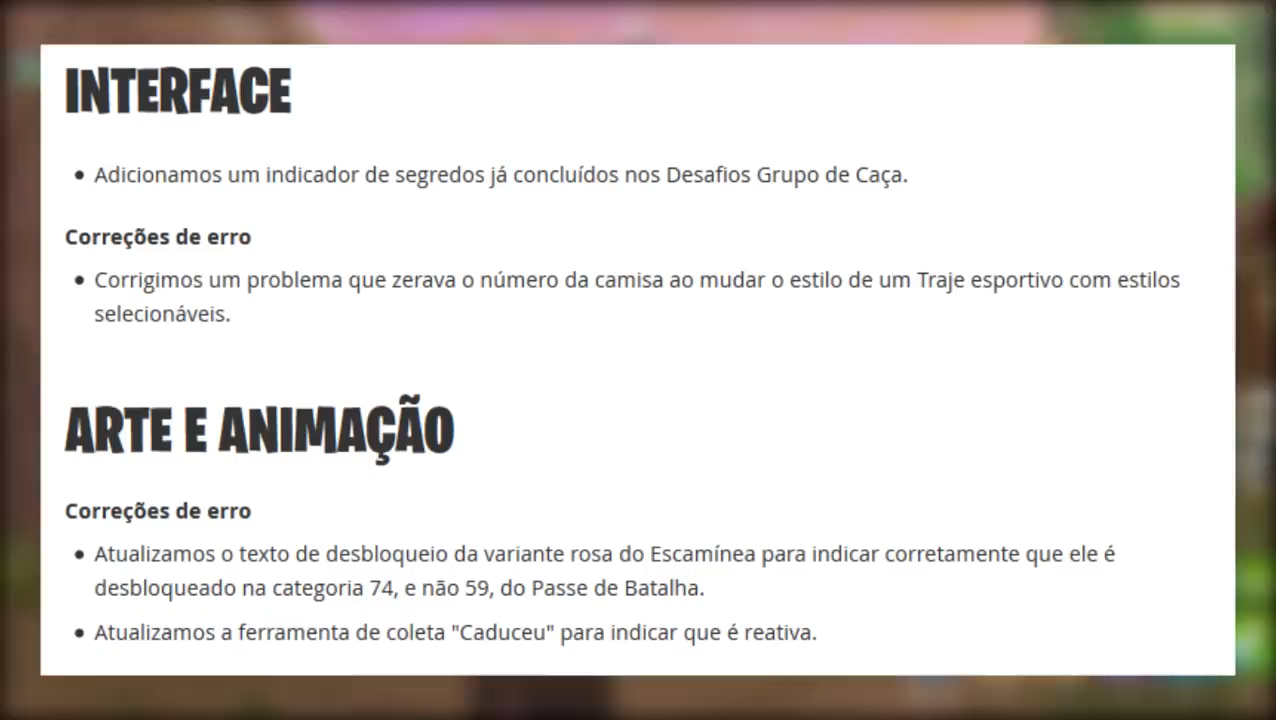 INTERFACE
• Adicionamos um indicador de segredos já concluídos nos Desafios Grupo de Caça.
Correções de erro
• Corrigimos um problema que zerava o número da camisa ao mudar o estilo de um Traje esportivo com estilos
selecionáveis.
ARTE E ANIMAÇÃO
Correções de erro
• Atualizamos o texto de desbloqueio da variante rosa do Escamínea para indicar corretamente que ele é
desbloqueado na categoria 74, e não 59, do Passe de Batalha.
• Atualizamos a ferramenta de coleta "Caduceu" para indicar que é reativa.